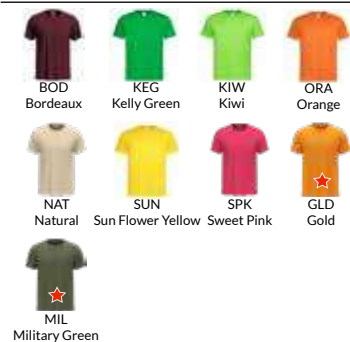 BOD KEG KIW ORA
Bordeaux Kelly Green Kiwi Orange
NAT SUN SPK GLD
Natural Sun Flower Yellow Sweet Pink Gold
MIL
Military Green